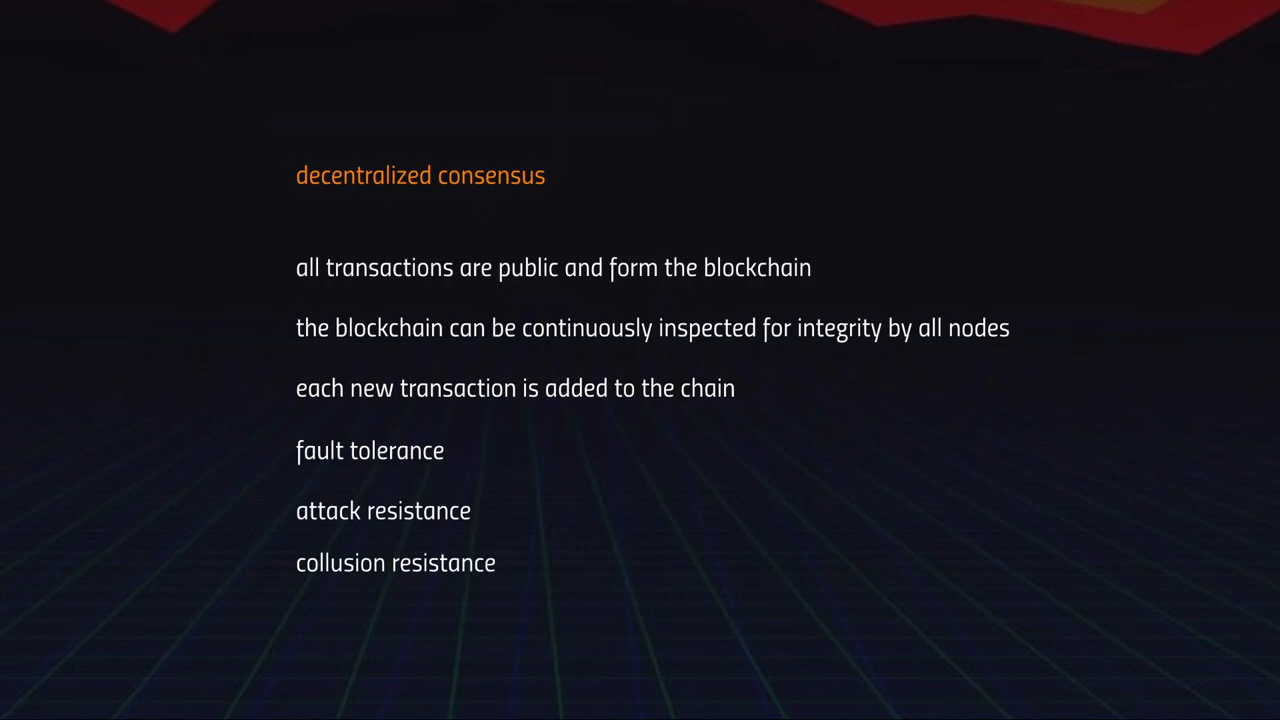 decentralized consensus
all transactions are public and form the blockchain
the blockchain can be continuously inspected for integrity by all nodes
each new transaction is added to the chain
fault tolerance
attack resistance
collusion resistance